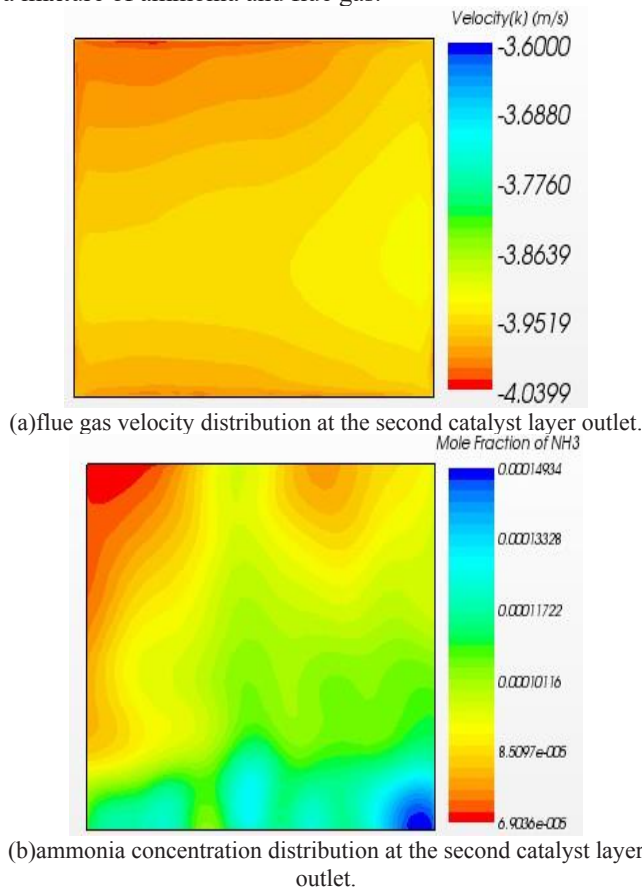 a mixture of ammonia and flue gas.
Velocity(k) (m/s)
-3.6000
-3.6880
-3.7760
-3.8639
-3.9519
-4.0399
(a)flue gas velocity distribution at the second catalyst layer outlet.
Mole Fraction of NH3
0.00014934
0.00013328
0.00011722
0.00010116
8.5097e-005
6.9036e-005
(b)ammonia concentration distribution at the second catalyst layer
outlet.